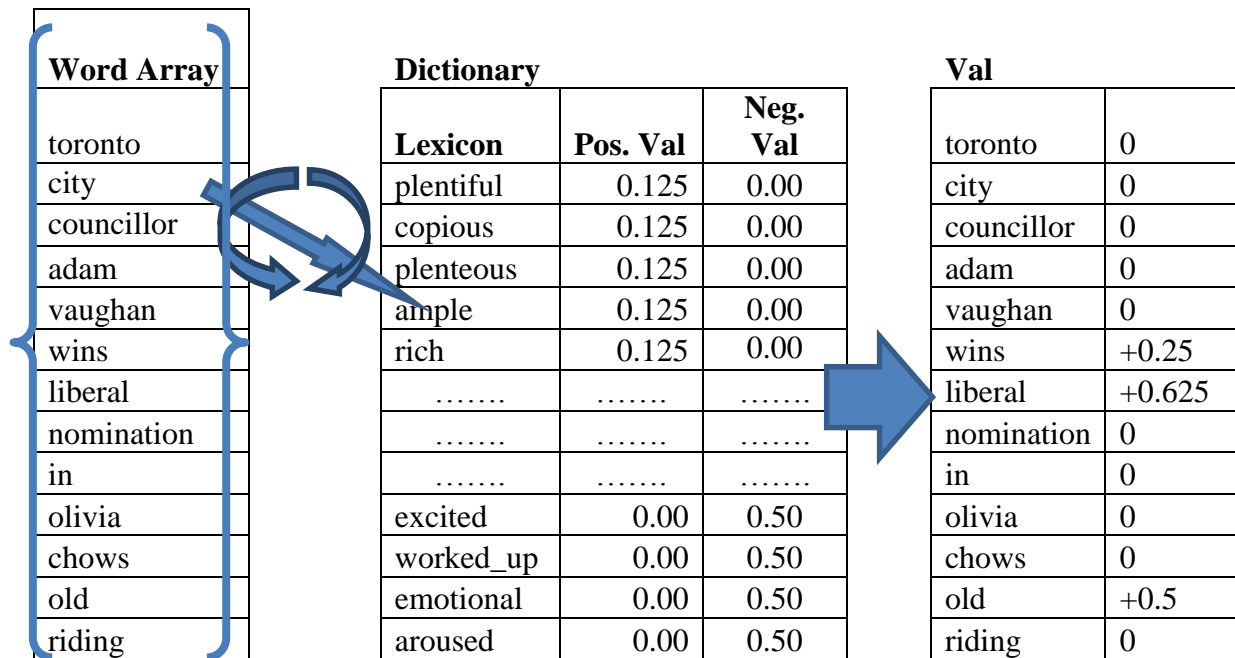 Word Array Dictionary Val
toronto Lexicon Pos. Val Neg. Val toronto 0
city plentiful 0.125 0.00 city 0
councillor copious 0.125 0.00 councillor 0
adam plenteous 0.125 0.00 adam 0
vaughan ample 0.125 0.00 vaughan 0
wins rich 0.125 0.00 wins +0.25
liberal ……. ……. ……. liberal +0.625
nomination ……. ……. ……. nomination 0
in ……. ……. ……. in 0
olivia excited 0.00 0.50 olivia 0
chows worked_up 0.00 0.50 chows 0
old emotional 0.00 0.50 old +0.5
riding aroused 0.00 0.50 riding 0